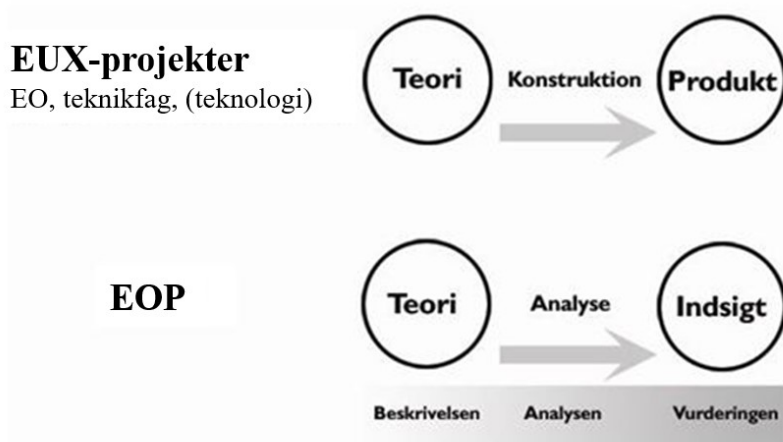 EUX-projekter
EO, teknikfag, (teknologi)
Teori
Konstruktion
Produkt
EOP
Teori
Analyse
Indsigt
Beskrivelsen
Analysen
Vurderingen